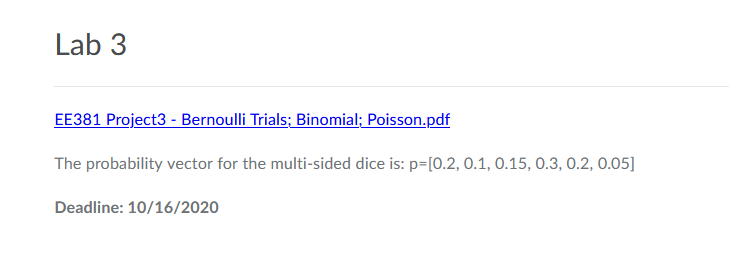 Lab 3
EE381 Project3 - Bernoulli Trials; Binomial; Poisson.pdf
The probability vector for the multi-sided dice is: p=[0.2, 0.1, 0.15, 0.3, 0.2, 0.05]
Deadline: 10/16/2020